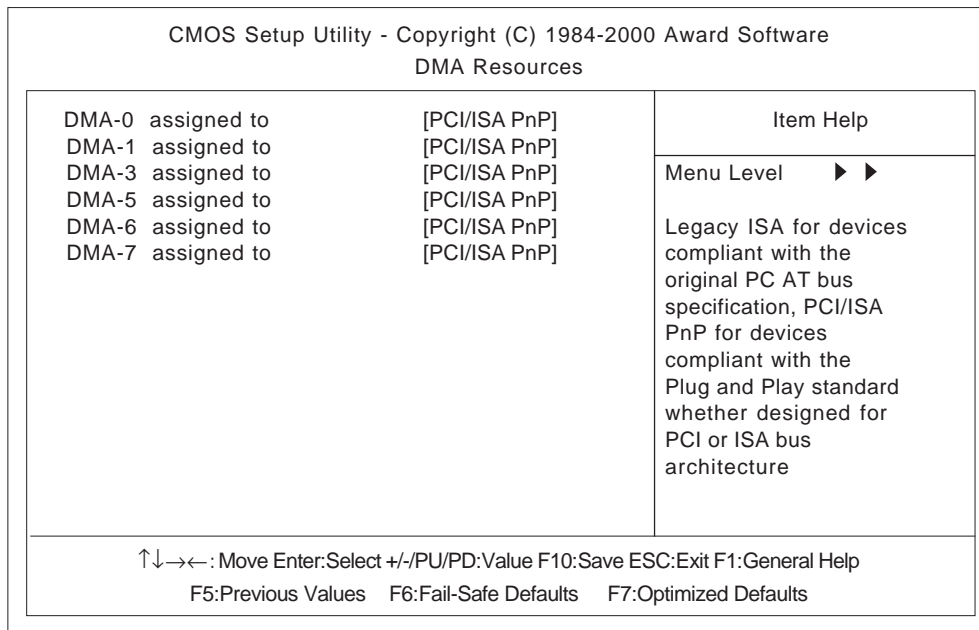 CMOS Setup Utility - Copyright (C) 1984-2000 Award Software
DMA Resources
DMA-0 assigned to [PCI/ISA PnP]
DMA-1 assigned to [PCI/ISA PnP]
DMA-3 assigned to [PCI/ISA PnP]
DMA-5 assigned to [PCI/ISA PnP]
DMA-6 assigned to [PCI/ISA PnP]
DMA-7 assigned to [PCI/ISA PnP]
Item Help
Menu Level ▶ ▶
Legacy ISA for devices
compliant with the
original PC AT bus
specification, PCI/ISA
PnP for devices
compliant with the
Plug and Play standard
whether designed for
PCI or ISA bus
architecture
↑↓→←: Move Enter:Select +/-/PU/PD:Value F10:Save ESC:Exit F1:General Help
F5:Previous Values F6:Fail-Safe Defaults F7:Optimized Defaults